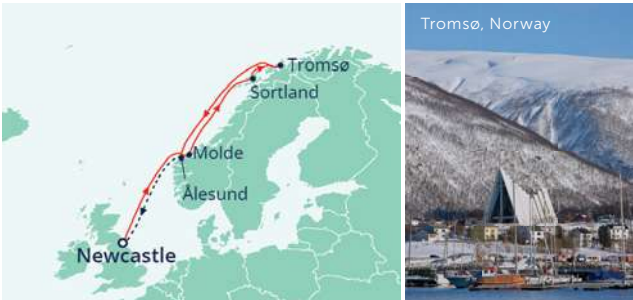 Tromsø
Sortland
Molde
Ålesund
Newcastle
Tromsø, Norway